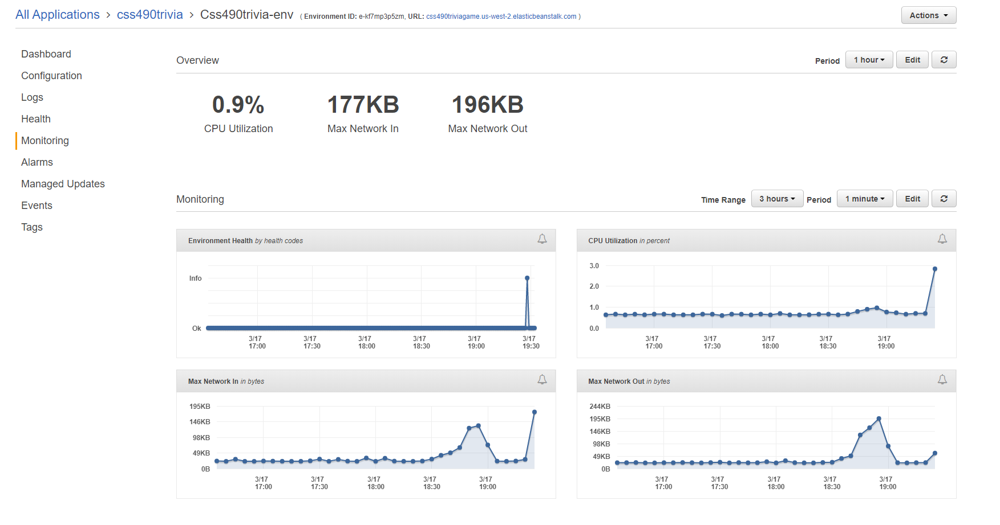 All Applications > css490trivia > Css490trivia-env ( Environment ID: e-kf7mp3p5zm, URL: css490triviagame.us-west-2.elasticbeanstalk.com )
Actions
Dashboard
Configuration
Logs
Health
Monitoring
Alarms
Managed Updates
Events
Tags
Overview
Period 1 hour Edit
0.9% 177KB 196KB
CPU Utilization Max Network In Max Network Out
Monitoring
Time Range 3 hours Period 1 minute Edit
Environment Health by health codes
Info
Ok
3/17 3/17 3/17 3/17 3/17 3/17
17:00 17:30 18:00 18:30 19:00 19:30
CPU Utilization in percent
3.0
2.0
1.0
0.0
3/17 3/17 3/17 3/17 3/17
17:00 17:30 18:00 18:30 19:00
Max Network In in bytes
195KB
146KB
98KB
49KB
0B
3/17 3/17 3/17 3/17 3/17
17:00 17:30 18:00 18:30 19:00
Max Network Out in bytes
244KB
195KB
146KB
98KB
49KB
0B
3/17 3/17 3/17 3/17 3/17
17:00 17:30 18:00 18:30 19:00